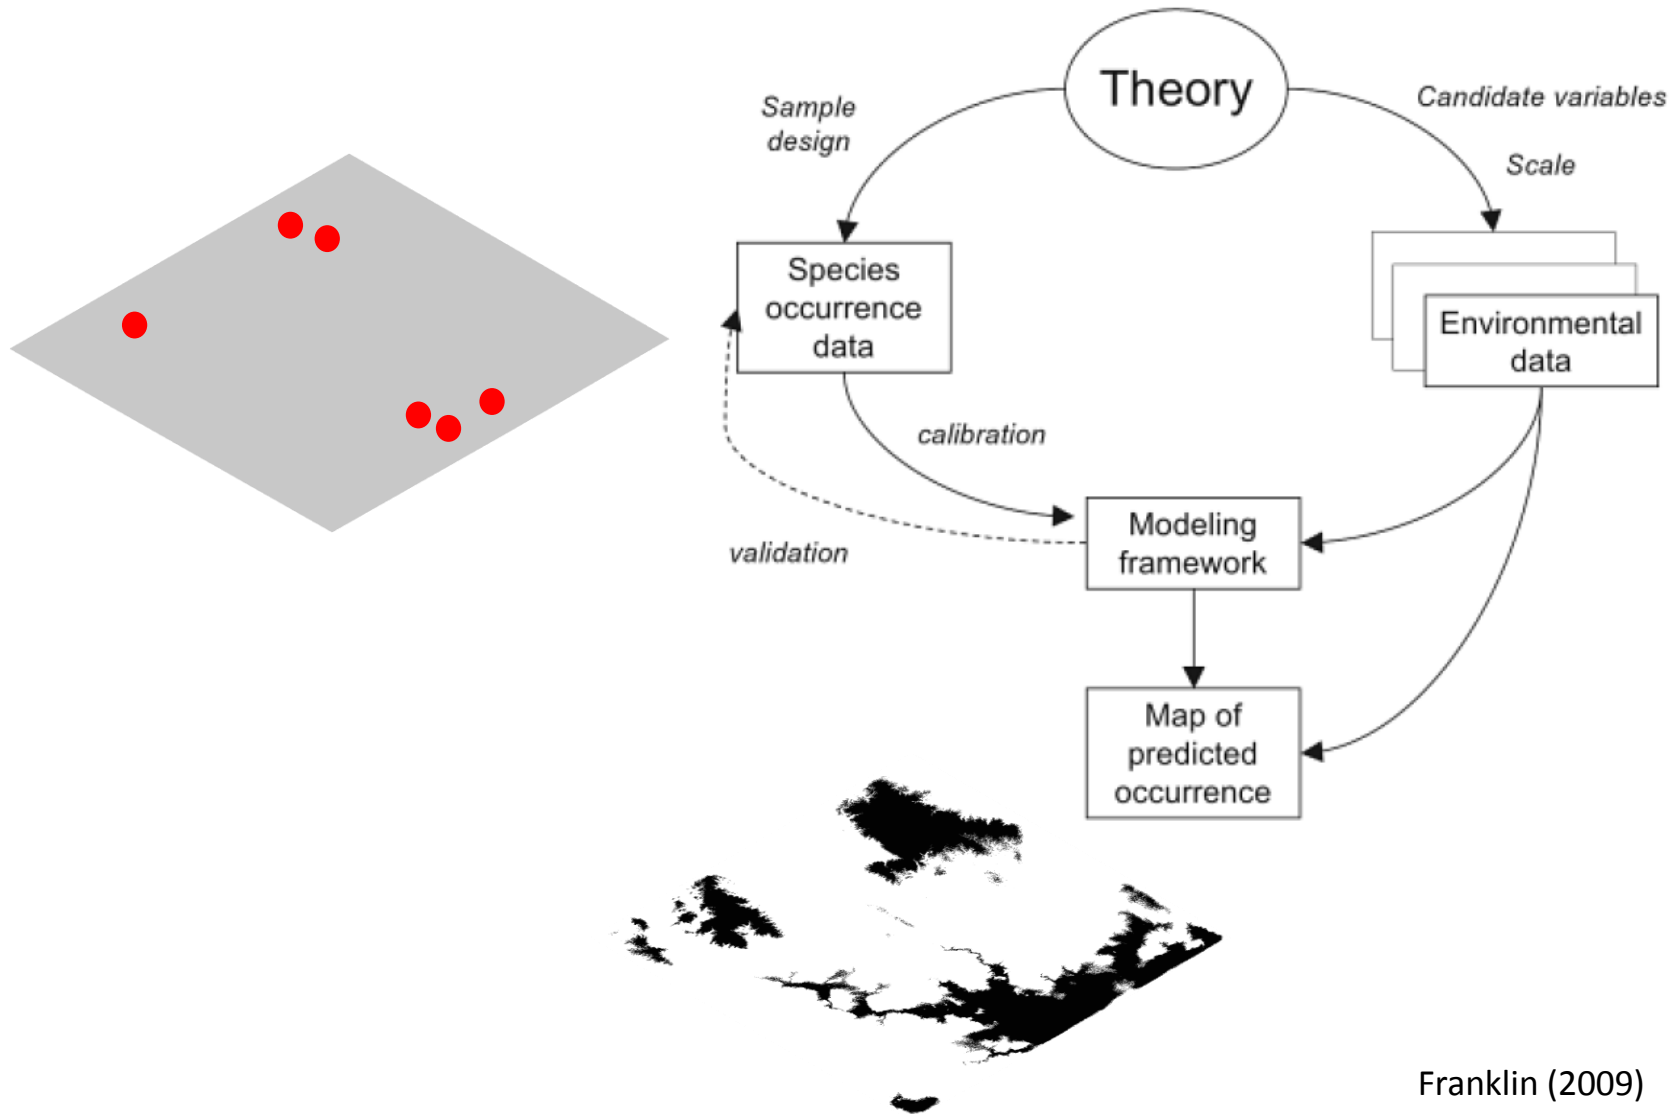 Theory
Sample
design
Candidate variables
Scale
Species
occurrence
data
Environmental
data
calibration
validation
Modeling
framework
Map of
predicted
occurrence
Franklin (2009)